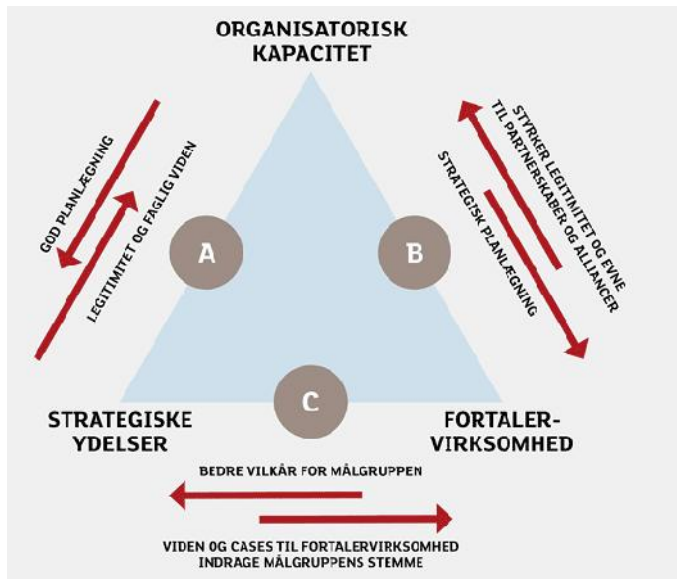 ORGANISATORISK
KAPACITET
GOD PLANLÆGNING
LEGITIMITET OG FAGLIG VIDEN
STYRKER LEGITIMITET OG EVNE
TIL PARTNERSKABER OG ALLIANCER
STRATEGISK PLANLÆGNING
A
B
C
STRATEGISKE
YDELSER
FORTALER-
VIRKSOMHED
BEDRE VILKÅR FOR MÅLGRUPPEN
VIDEN OG CASES TIL FORTALERVIRKSOMHED
INDRAGE MÅLGRUPPENS STEMME